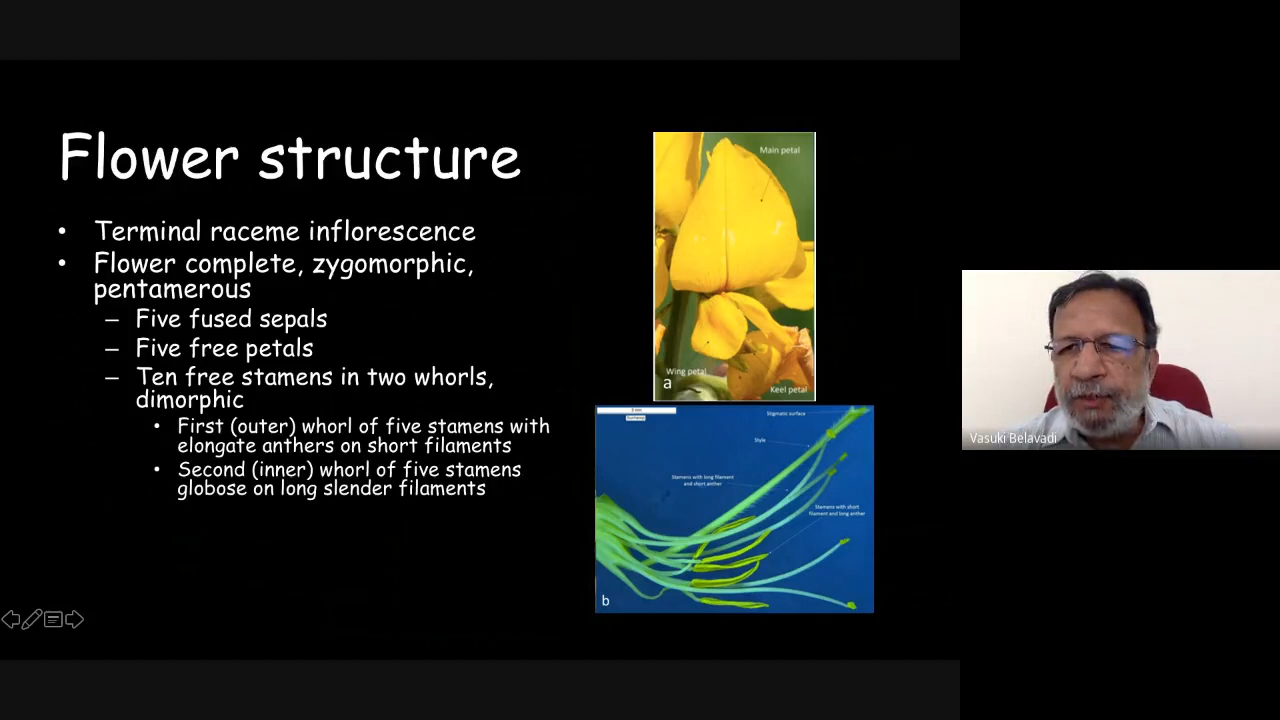 Flower structure
• Terminal raceme inflorescence
• Flower complete, zygomorphic,
pentamerous
– Five fused sepals
– Five free petals
– Ten free stamens in two whorls,
dimorphic
• First (outer) whorl of five stamens with
elongate anthers on short filaments
• Second (inner) whorl of five stamens
globose on long slender filaments
Main petal
Wing petal
a
Keel petal
Stigmatic surface
Style
Stamens with long filament
and short anther
Stamens with short
filament and long anther
b
Vasuki Belavadi